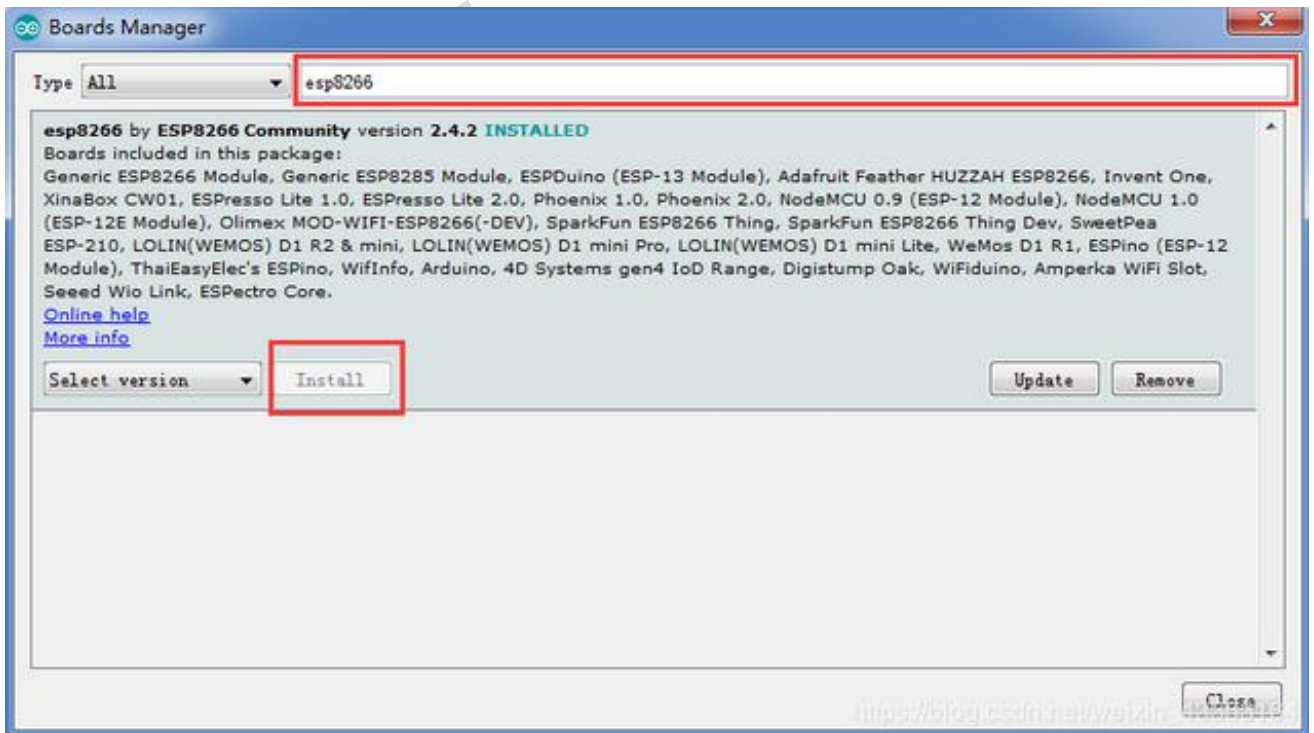 Boards Manager
Type All esp8266
esp8266 by ESP8266 Community version 2.4.2 INSTALLED
Boards included in this package:
Generic ESP8266 Module, Generic ESP8285 Module, ESPDuino (ESP-13 Module), Adafruit Feather HUZZAH ESP8266, Invent One,
XinaBox CW01, ESPresso Lite 1.0, ESPresso Lite 2.0, Phoenix 1.0, Phoenix 2.0, NodeMCU 0.9 (ESP-12 Module), NodeMCU 1.0
(ESP-12E Module), Olimex MOD-WIFI-ESP8266(-DEV), SparkFun ESP8266 Thing, SparkFun ESP8266 Thing Dev, SweetPea
ESP-210, LOLIN(WEMOS) D1 R2 & mini, LOLIN(WEMOS) D1 mini Pro, LOLIN(WEMOS) D1 mini Lite, WeMos D1 R1, ESPino (ESP-12
Module), ThaiEasyElec's ESPino, WifInfo, Arduino, 4D Systems gen4 IoD Range, Digistump Oak, WiFiduino, Amperka WiFi Slot,
Seeed Wio Link, ESPectro Core.
Online help
More info
Select version Install Update Remove
Close